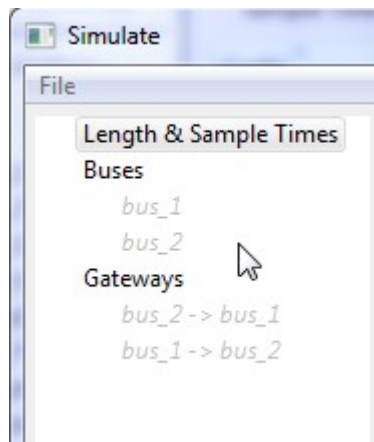 Simulate
File
Length & Sample Times
Buses
bus_1
bus_2
Gateways
bus_2 -> bus_1
bus_1 -> bus_2